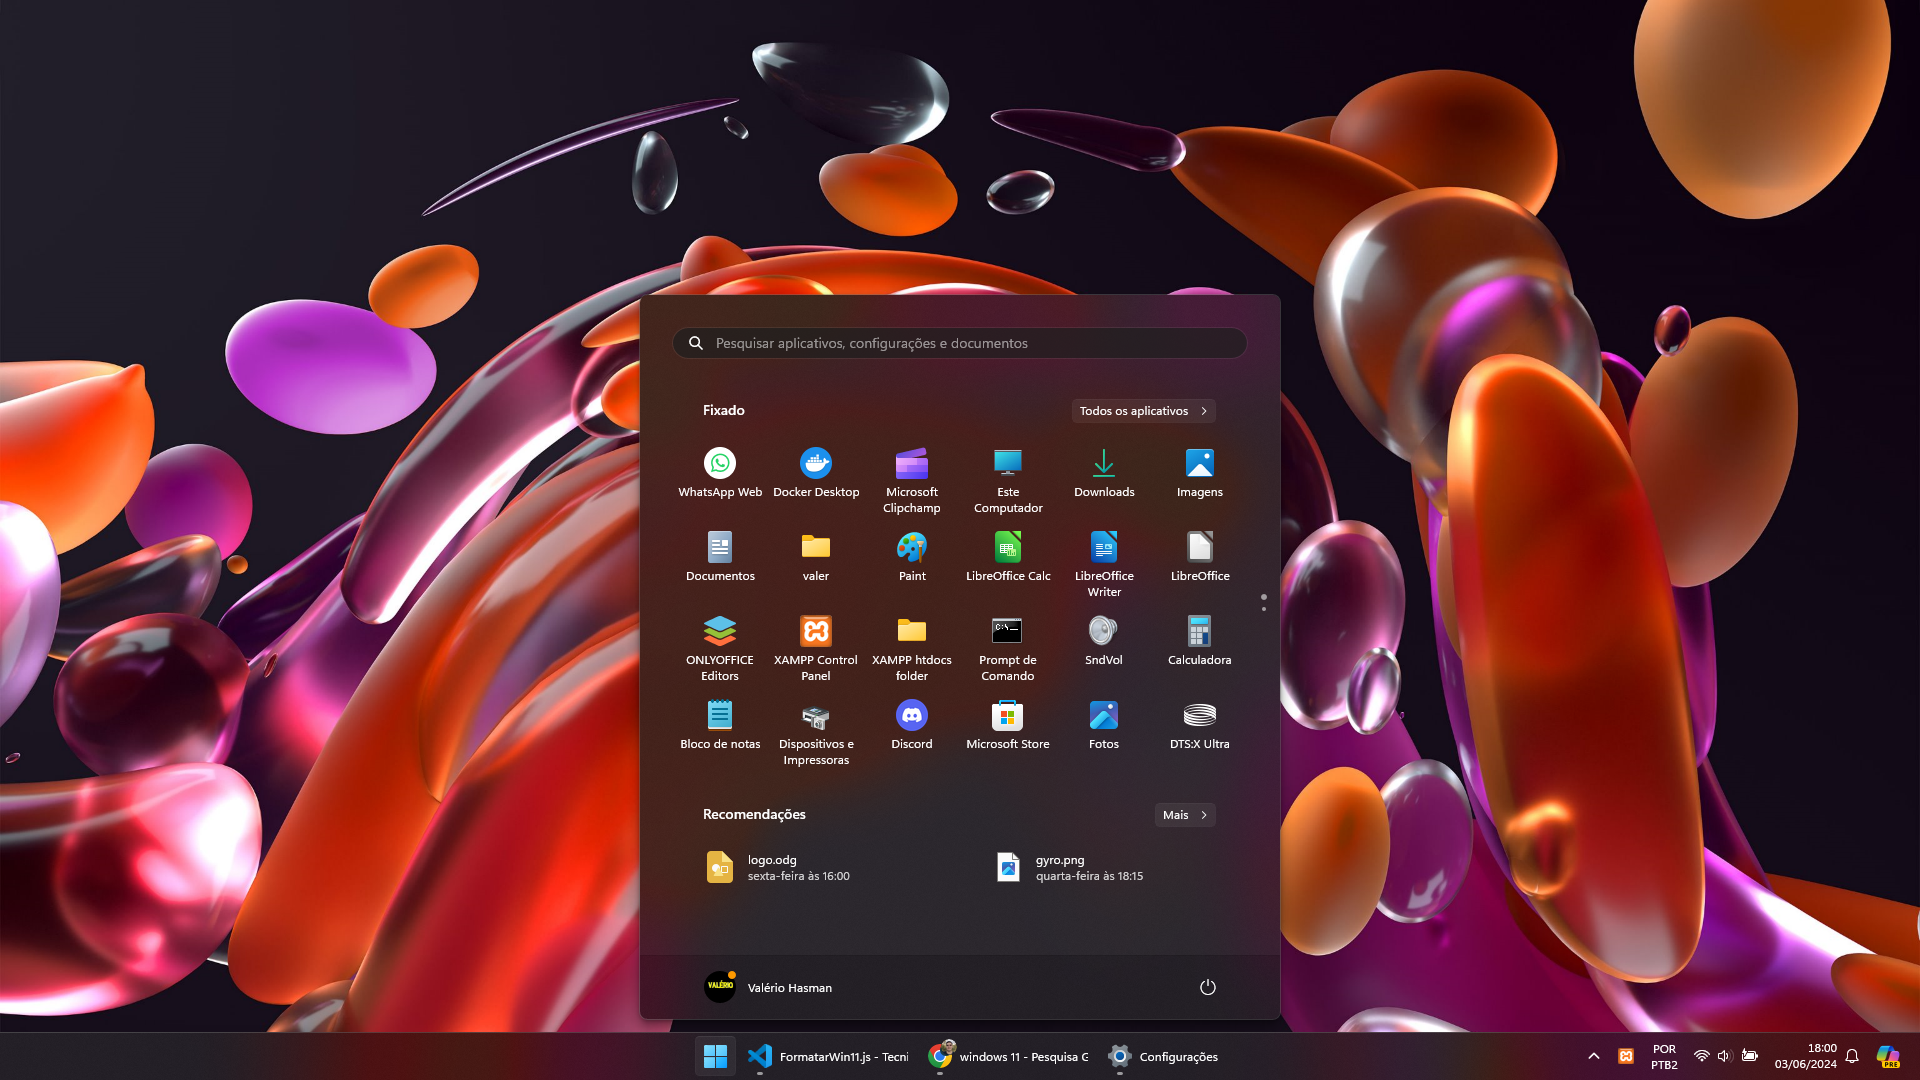 Pesquisar aplicativos, configurações e documentos
Fixado
Todos os aplicativos
WhatsApp Web
Docker Desktop
Microsoft
Clipchamp
Este
Computador
Downloads
Imagens
Documentos
valer
Paint
LibreOffice Calc
LibreOffice
Writer
LibreOffice
ONLYOFFICE
Editors
XAMPP Control
Panel
XAMPP htdocs
folder
C:\_
Prompt de
Comando
SndVol
Calculadora
Bloco de notas
Dispositivos e
Impressoras
Discord
Microsoft Store
Fotos
DTS:X Ultra
Recomendações
Mais
logo.odg
sexta-feira às 16:00
gyro.png
quarta-feira às 18:15
VALÉRIO
Valério Hasman
FormatarWin11.js - Tecni
windows 11 - Pesquisa G
Configurações
POR
PTB2
18:00
03/06/2024
PRE